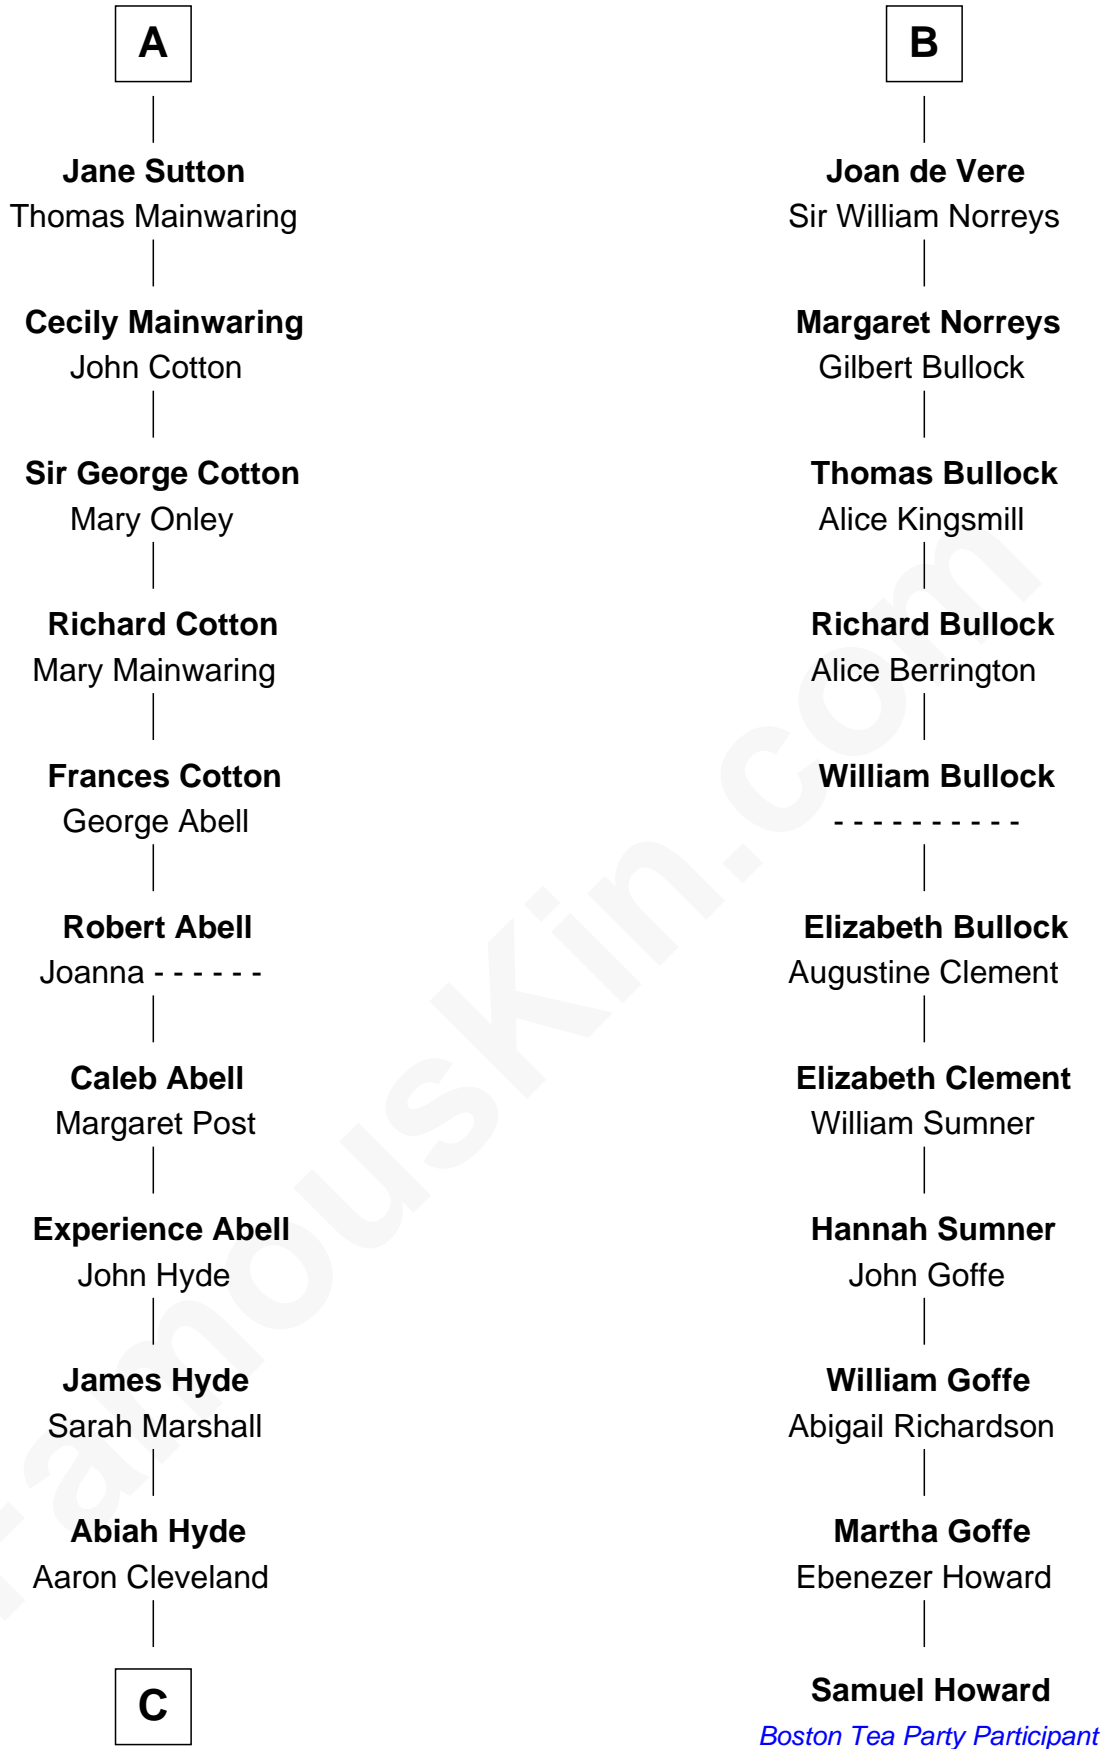 A
Jane Sutton
Thomas Mainwaring
Cecily Mainwaring
John Cotton
Sir George Cotton
Mary Onley
Richard Cotton
Mary Mainwaring
Frances Cotton
George Abell
Robert Abell
Joanna - - - - - -
Caleb Abell
Margaret Post
Experience Abell
John Hyde
James Hyde
Sarah Marshall
Abiah Hyde
Aaron Cleveland
C
B
Joan de Vere
Sir William Norreys
Margaret Norreys
Gilbert Bullock
Thomas Bullock
Alice Kingsmill
Richard Bullock
Alice Berrington
William Bullock
- - - - - - - - - -
Elizabeth Bullock
Augustine Clement
Elizabeth Clement
William Sumner
Hannah Sumner
John Goffe
William Goffe
Abigail Richardson
Martha Goffe
Ebenezer Howard
Samuel Howard
Boston Tea Party Participant
FamousKin.com